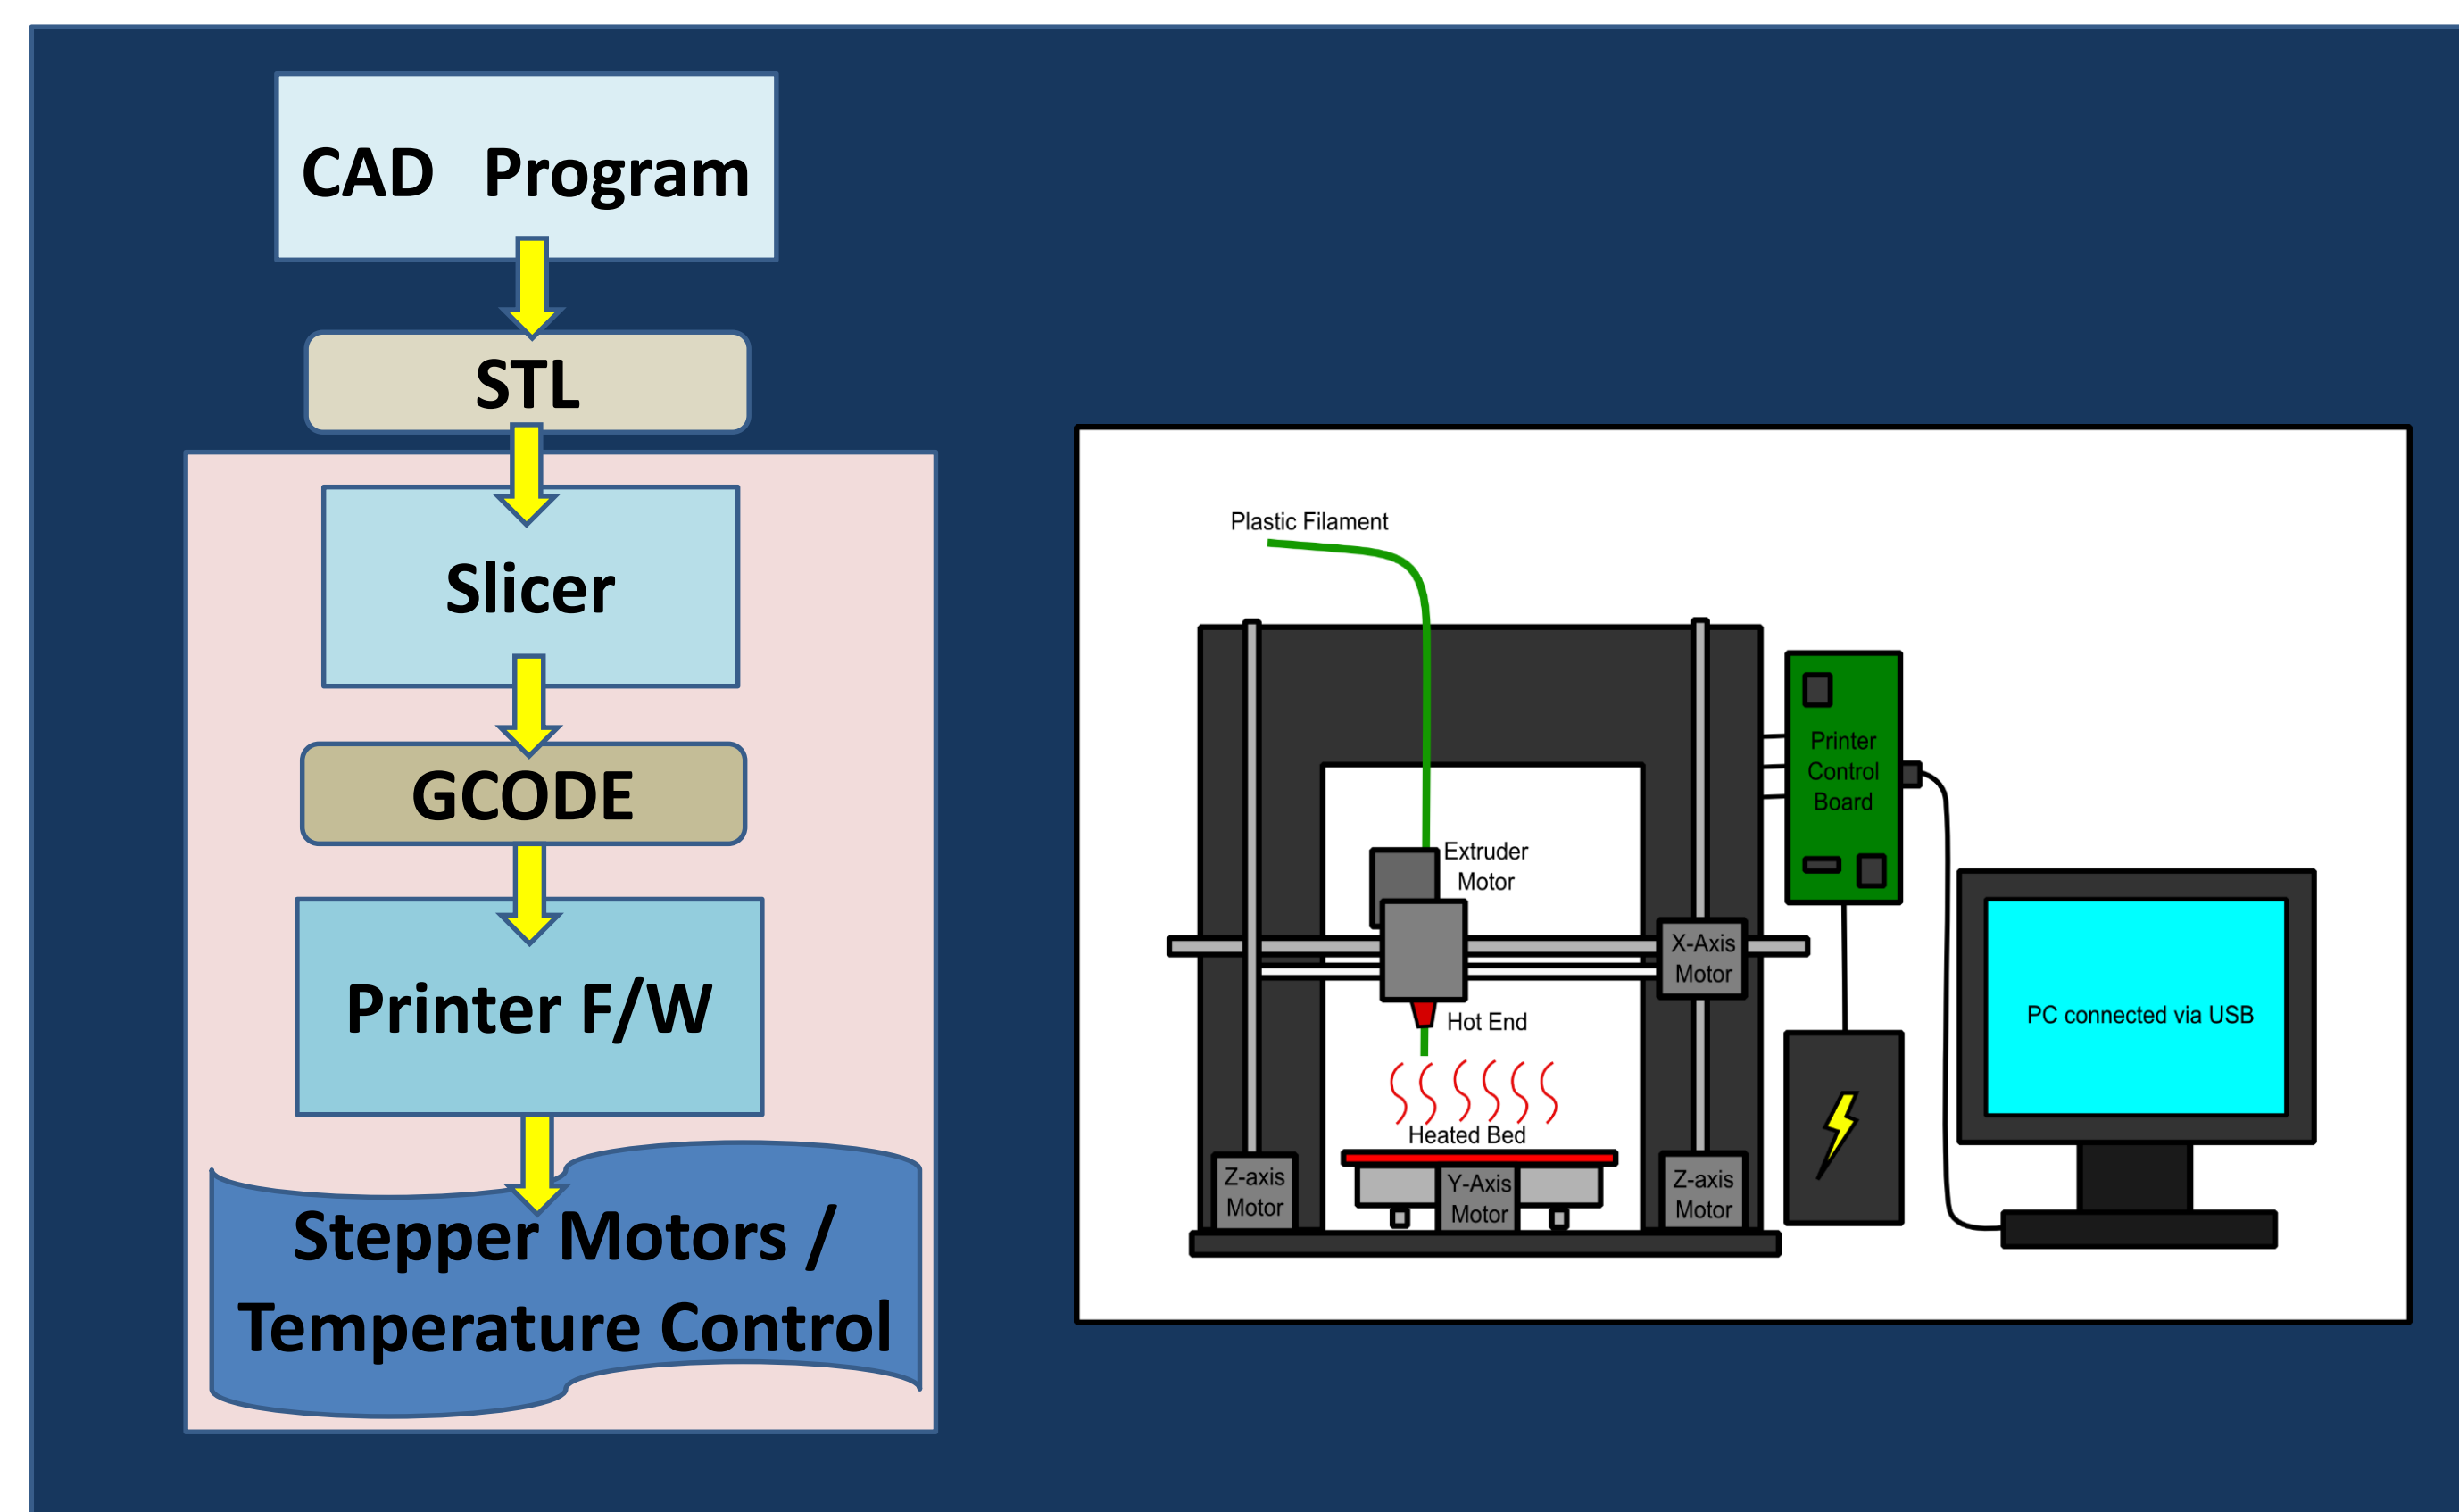 CAD Program
STL
Slicer
GCODE
Printer F/W
Stepper Motors /
Temperature Control
Plastic Filament
Extruder
Motor
X-Axis
Motor
Hot End
Heated Bed
Z-axis
Motor
Y-Axis
Motor
Z-axis
Motor
Printer
Control
Board
PC connected via USB